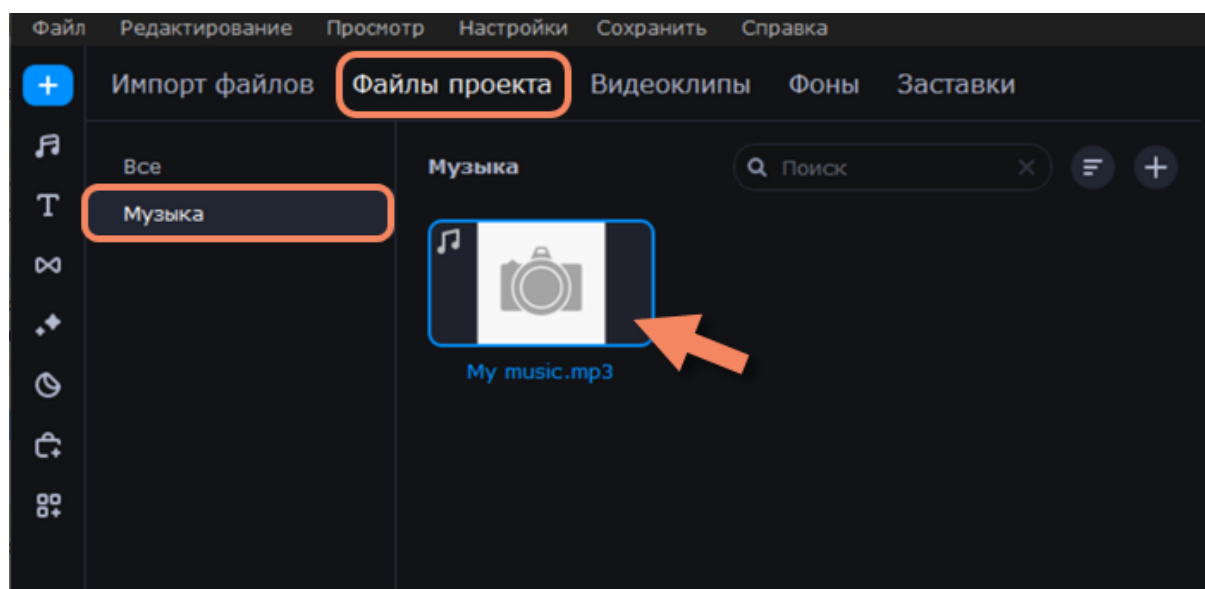 Файл Редактирование Просмотр Настройки Сохранить Справка
Импорт файлов Файлы проекта Видеоклипы Фоны Заставки
Все
Музыка
Музыка
Поиск
My music.mp3